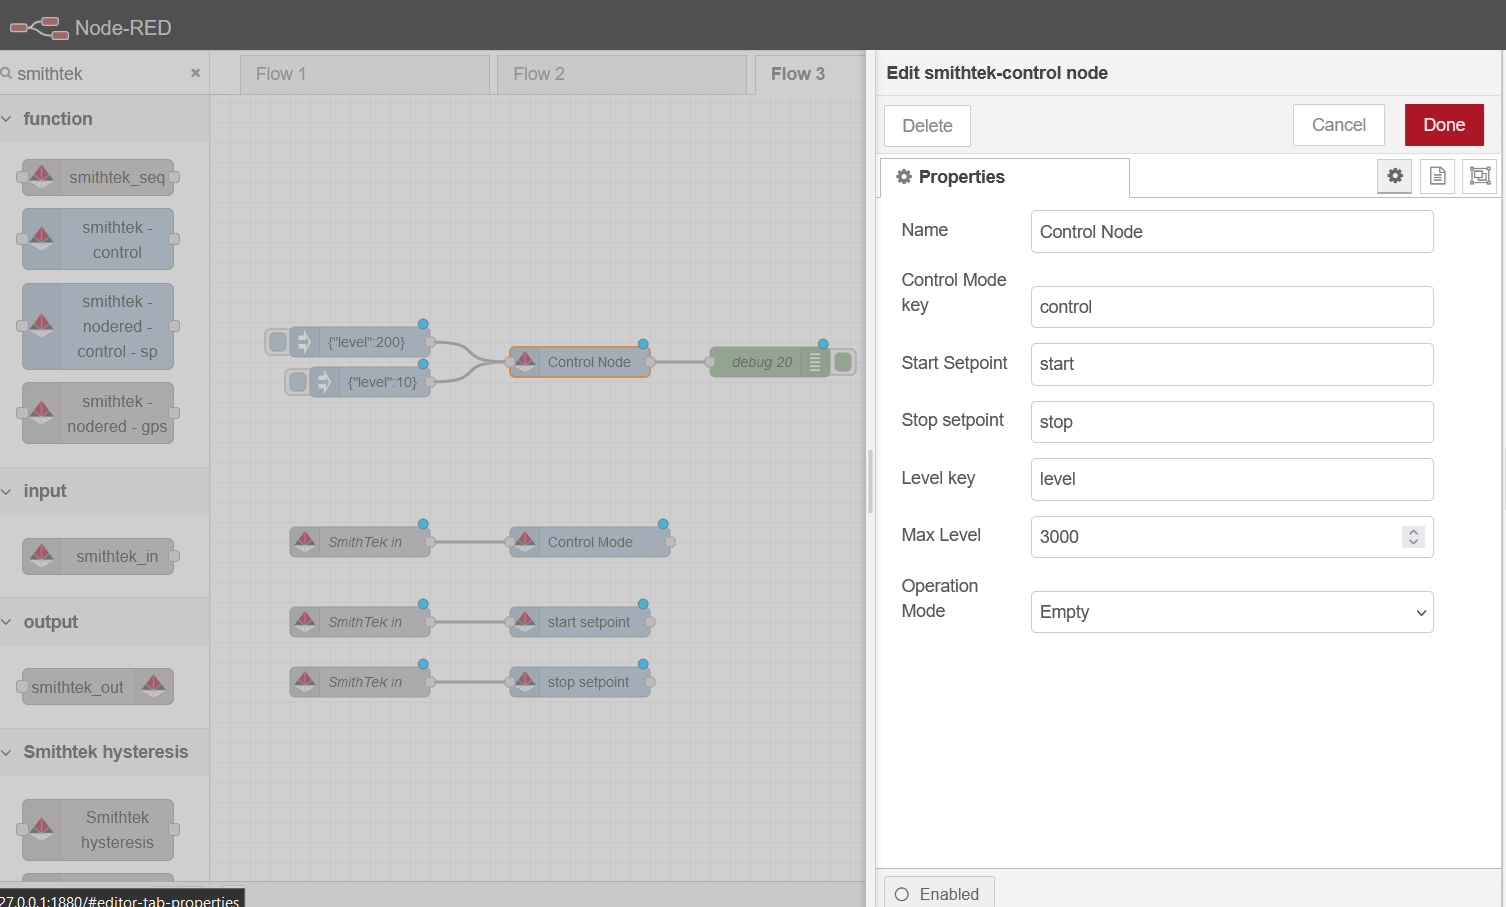 Node-RED
smithtek
Flow 1
Flow 2
Flow 3
function
smithtek_seq
smithtek -
control
smithtek -
nodered -
control - sp
smithtek -
nodered - gps
input
smithtek_in
output
smithtek_out
Smithtek hysteresis
Smithtek
hysteresis
{"level":200}
{"level":10}
Control Node
debug 20
SmithTek in
Control Mode
SmithTek in
start setpoint
SmithTek in
stop setpoint
27.0.0.1:1880/#editor-tab-properties
Edit smithtek-control node
Delete
Cancel
Done
Properties
Name
Control Node
Control Mode
key
control
Start Setpoint
start
Stop setpoint
stop
Level key
level
Max Level
3000
Operation
Mode
Empty
Enabled